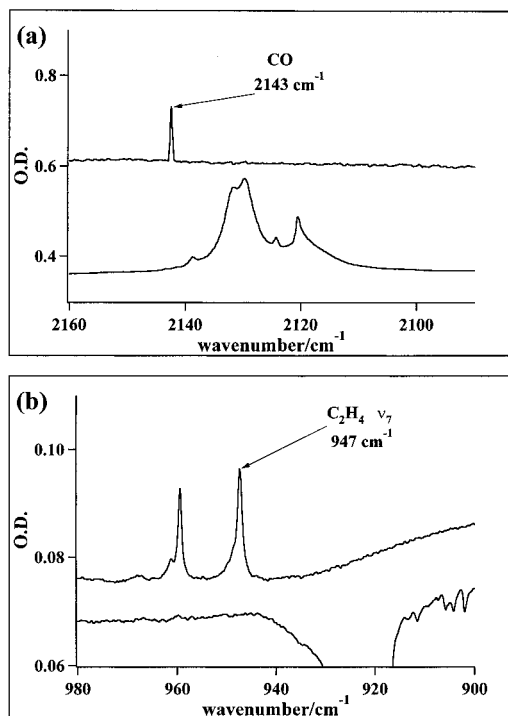 (a)
CO
2143 cm⁻¹
0.8
0.6
0.4
O.D.
2160 2140 2120 2100
wavenumber/cm⁻¹
(b)
C₂H₄ ν₇
947 cm⁻¹
0.10
0.08
0.06
O.D.
980 960 940 920 900
wavenumber/cm⁻¹